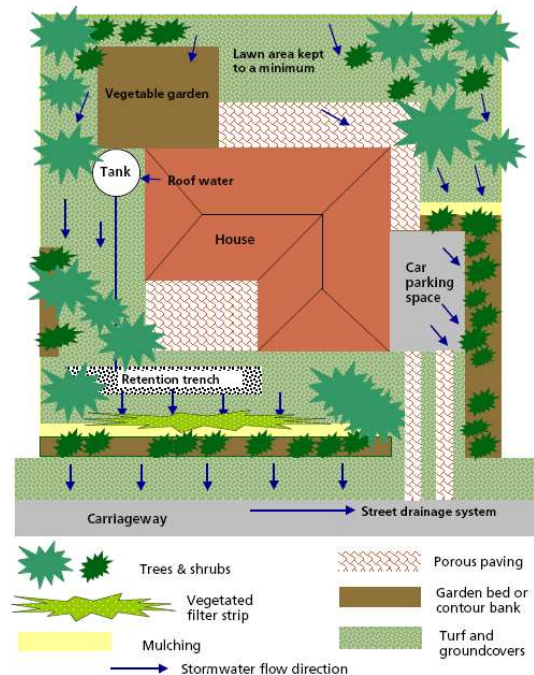 Lawn area kept
to a minimum
Vegetable garden
Tank
Roof water
House
Car
parking
space
Retention trench
Carriageway
Street drainage system
Trees & shrubs
Vegetated
filter strip
Mulching
Stormwater flow direction
Porous paving
Garden bed or
contour bank
Turf and
groundcovers